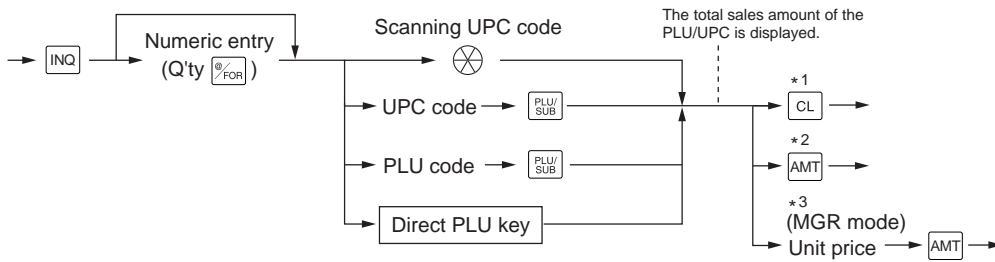 The total sales amount of the
PLU/UPC is displayed.
Scanning UPC code
Numeric entry
(Q'ty @/FOR )
INQ
UPC code
PLU/
SUB
PLU code
PLU/
SUB
Direct PLU key
*1
CL
*2
AMT
*3
(MGR mode)
Unit price
AMT